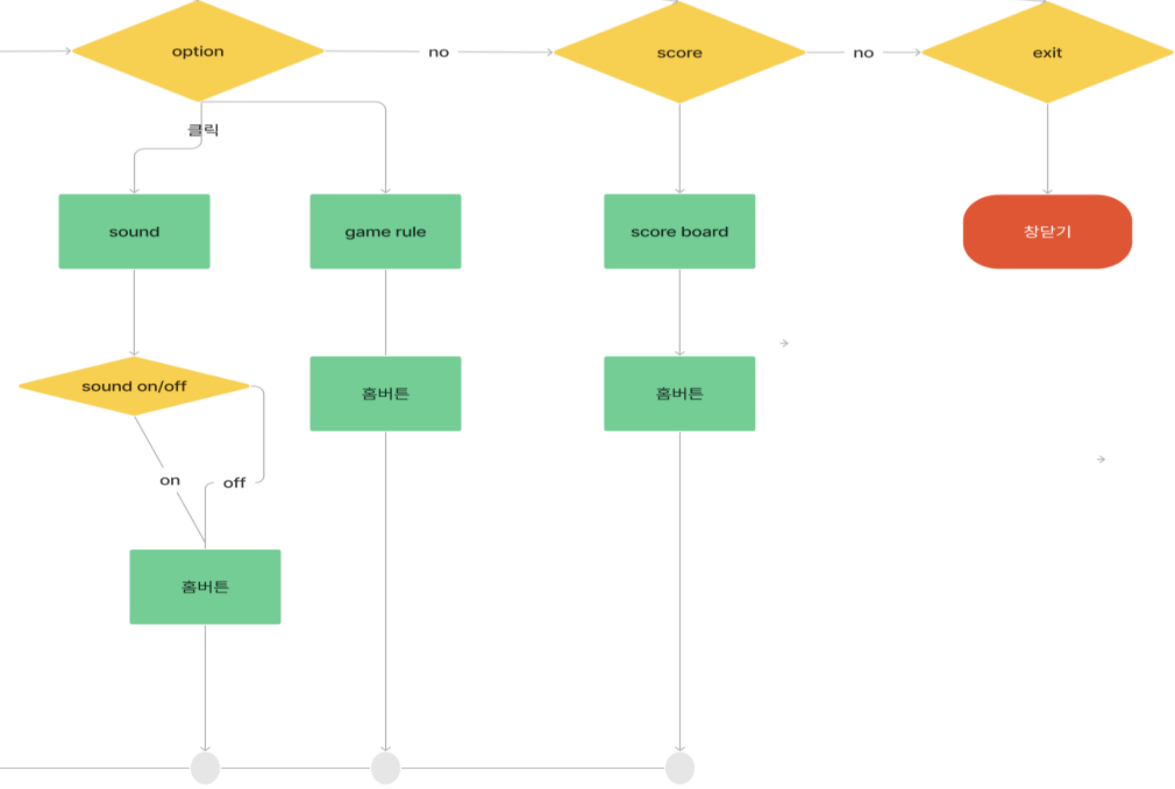 option
no
score
no
exit
클릭
sound
game rule
score board
창닫기
sound on/off
홈버튼
홈버튼
on
off
홈버튼